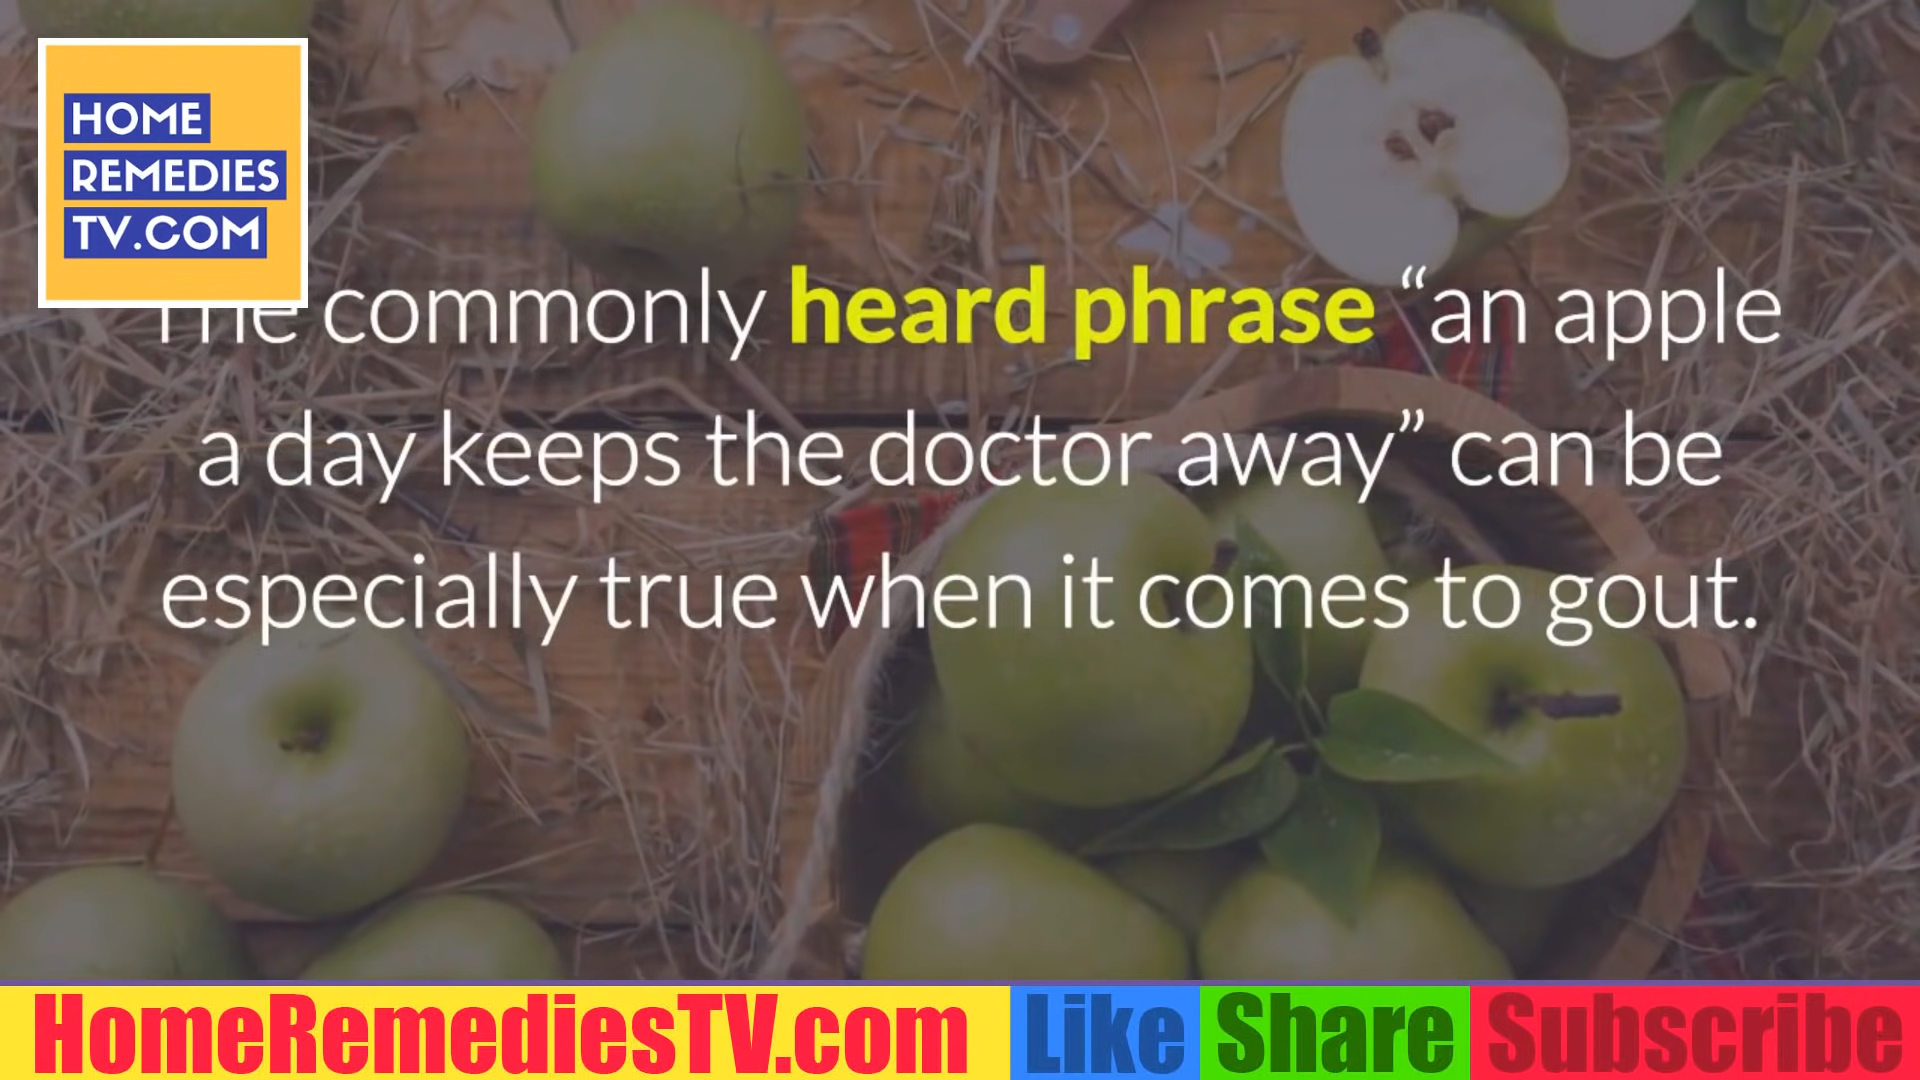 HOME
REMEDIES
TV.COM
The commonly heard phrase “an apple
a day keeps the doctor away” can be
especially true when it comes to gout.
HomeRemediesTV.com Like Share Subscribe